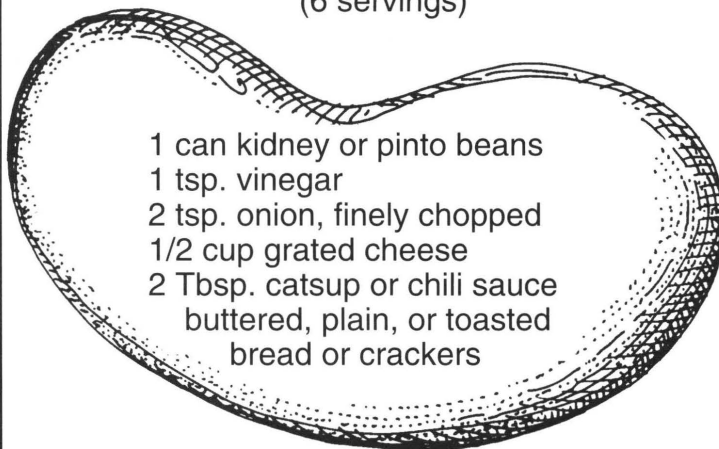 (6 servings)
1 can kidney or pinto beans
1 tsp. vinegar
2 tsp. onion, finely chopped
1/2 cup grated cheese
2 Tbsp. catsup or chili sauce
buttered, plain, or toasted
bread or crackers